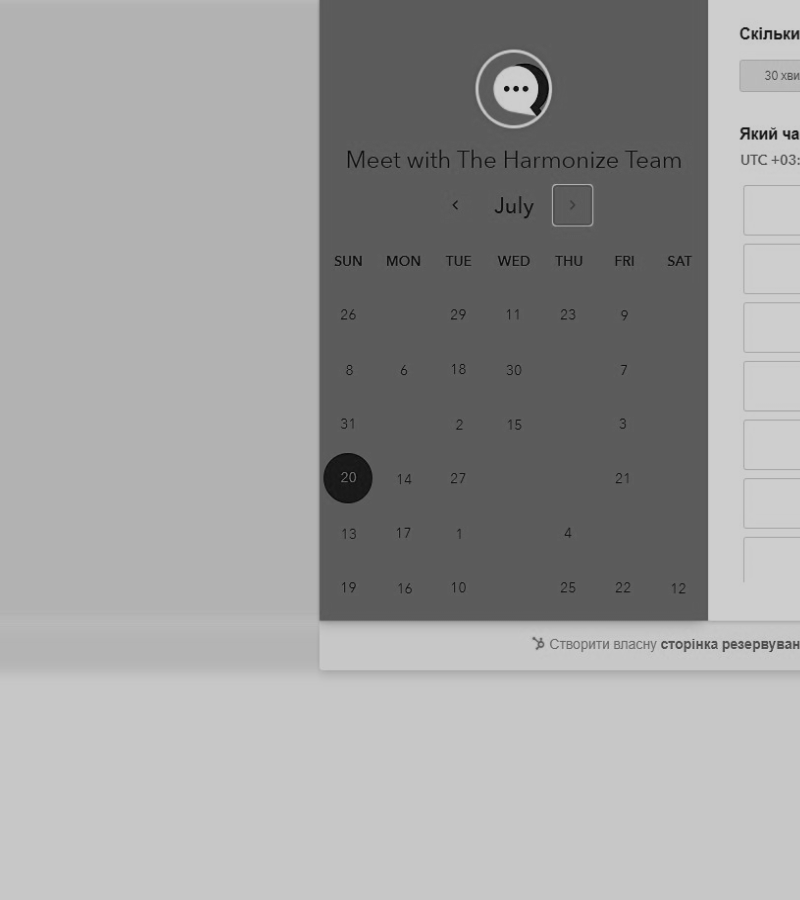 Скільки
30 хви
Meet with The Harmonize Team
Який ча
UTC +03:
July
SUN MON TUE WED THU FRI SAT
26 29 11 23 9
8 6 18 30 7
31 2 15 3
20 14 27 21
13 17 1 4
19 16 10 25 22 12
Створити власну сторінка резервуван